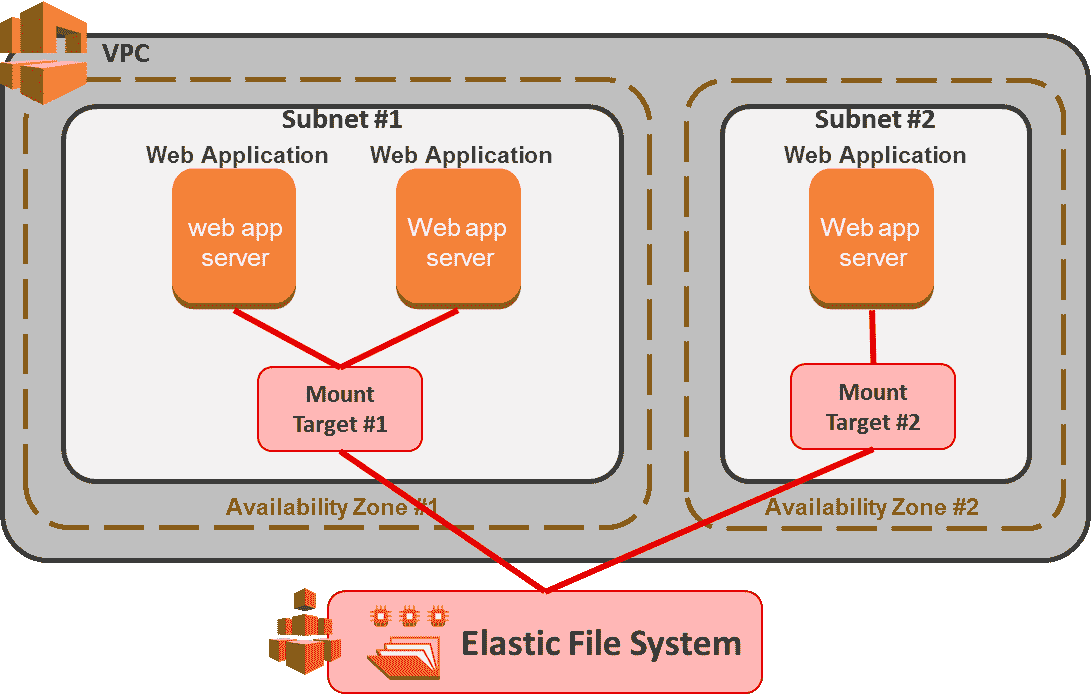 VPC
Subnet #1
Subnet #2
Web Application
Web Application
Web Application
web app
server
Web app
server
Web app
server
Mount
Target #1
Mount
Target #2
Availability Zone #1
Availability Zone #2
Elastic File System